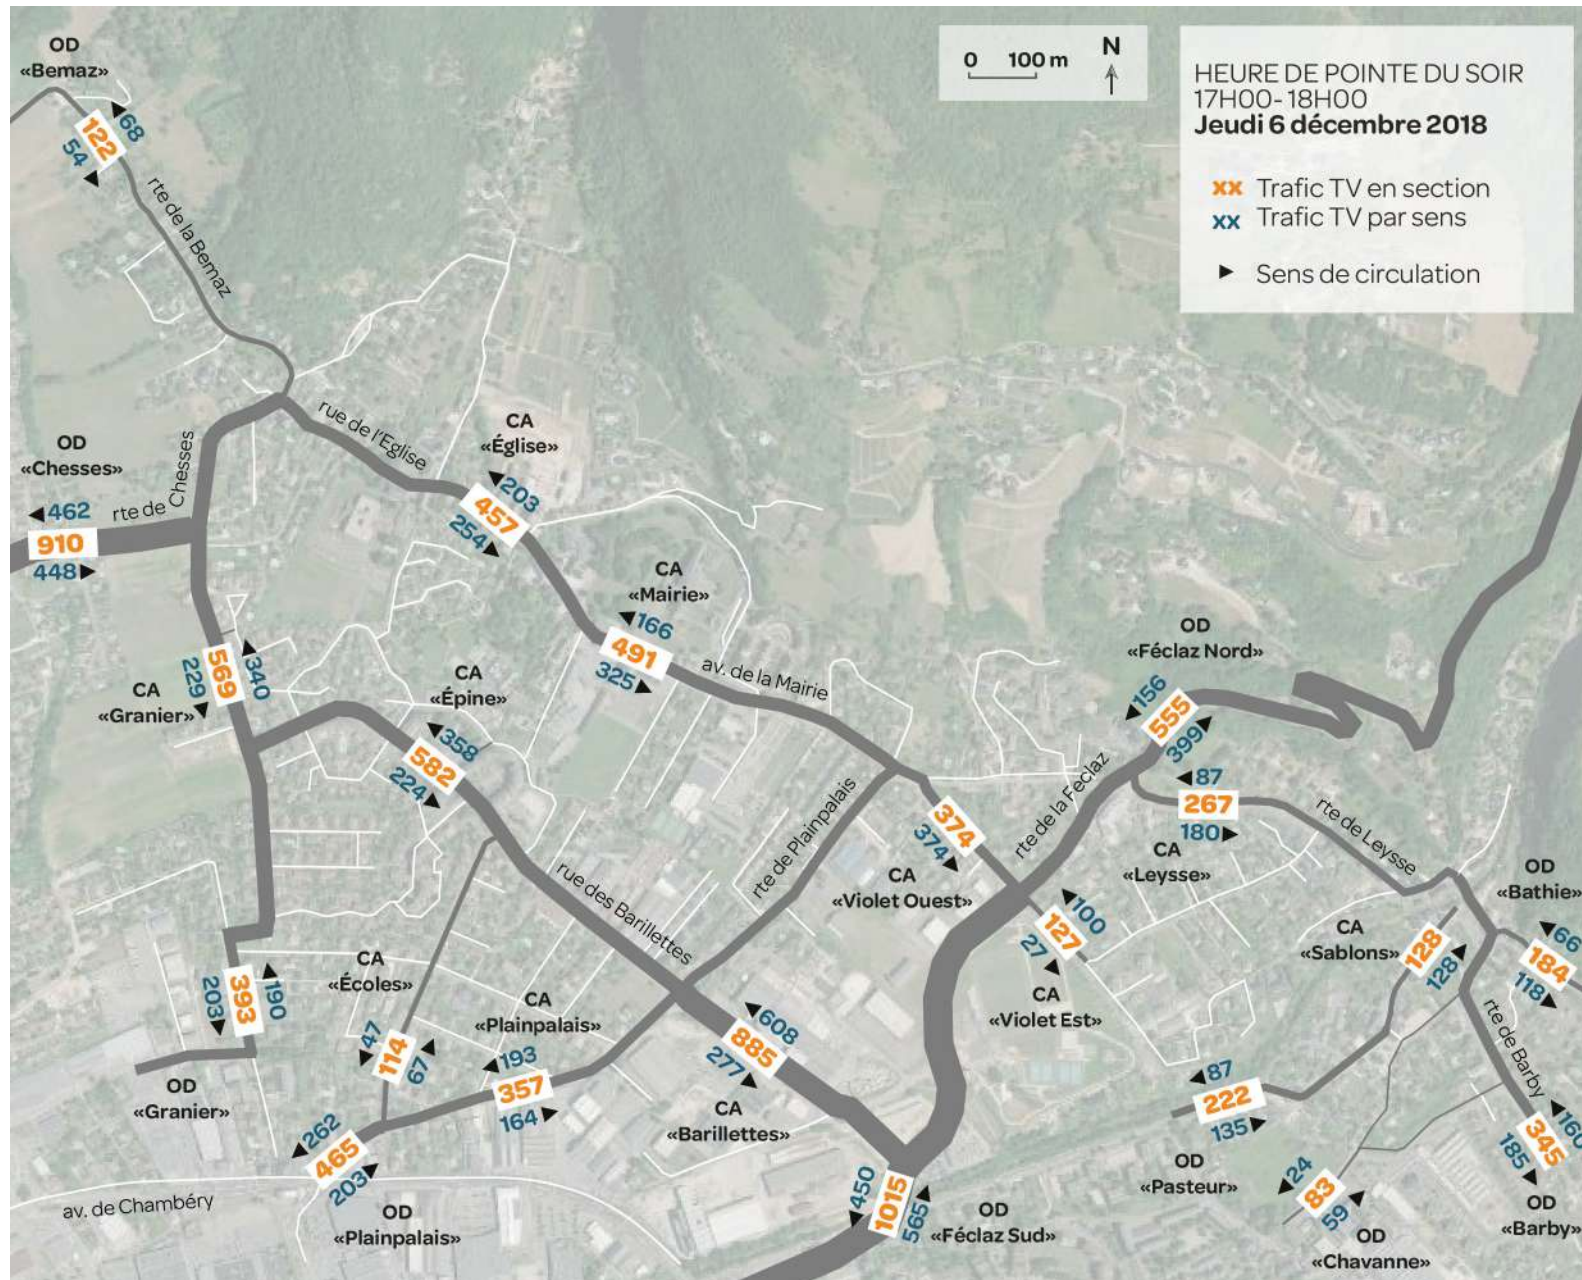 OD
«Bemaz»
68
122
54
rte de la Bemaz
0 100 m
N
HEURE DE POINTE DU SOIR
17H00-18H00
Jeudi 6 décembre 2018
xx Trafic TV en section
xx Trafic TV par sens
Sens de circulation
OD
«Chesses»
462
910
448
rte de Chesses
rue de l'Eglise
CA
«Église»
203
457
254
CA
«Mairie»
166
491
325
av. de la Mairie
OD
«Féclaz Nord»
156
555
399
569
229
340
CA
«Granier»
CA
«Épine»
358
582
224
rte de Plainpalais
374
374
CA
«Violet Ouest»
rte de la Feclaz
87
267
180
CA
«Leysse»
rte de Leysse
OD
«Bathie»
66
184
118
rue des Barillettes
100
127
27
CA
«Violet Est»
CA
«Sablons»
128
128
rte de Barby
203
393
190
OD
«Granier»
CA
«Écoles»
47
114
67
CA
«Plainpalais»
193
357
164
608
885
277
CA
«Barillettes»
87
222
135
OD
«Pasteur»
160
345
185
OD
«Barby»
262
465
203
av. de Chambéry
OD
«Plainpalais»
450
1015
565
OD
«Féclaz Sud»
24
83
59
OD
«Chavanne»